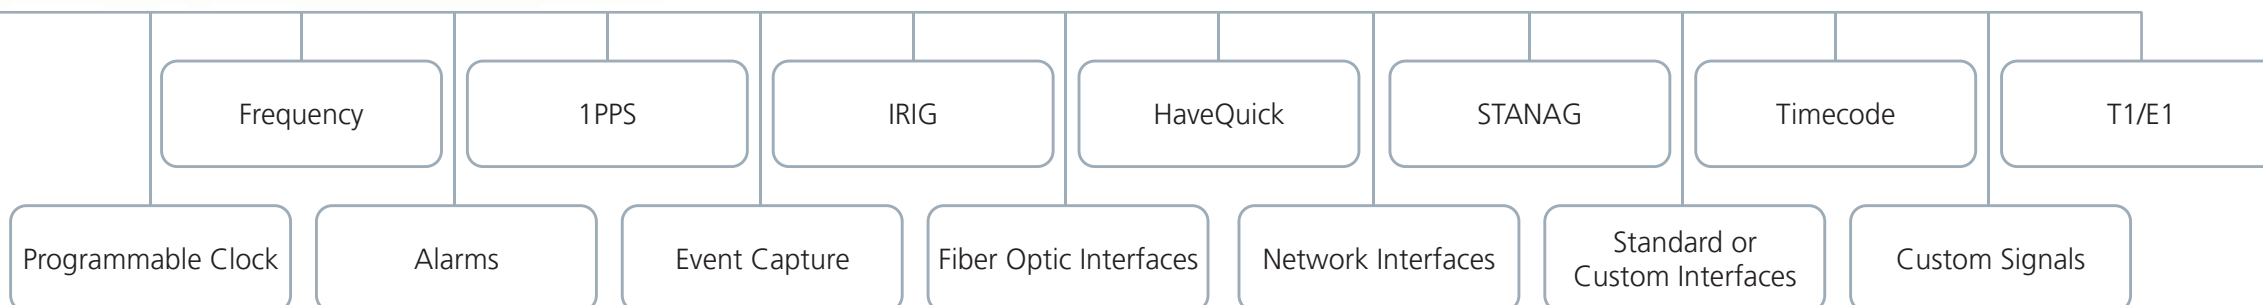 Frequency
1PPS
IRIG
HaveQuick
STANAG
Timecode
T1/E1
Programmable Clock
Alarms
Event Capture
Fiber Optic Interfaces
Network Interfaces
Standard or
Custom Interfaces
Custom Signals